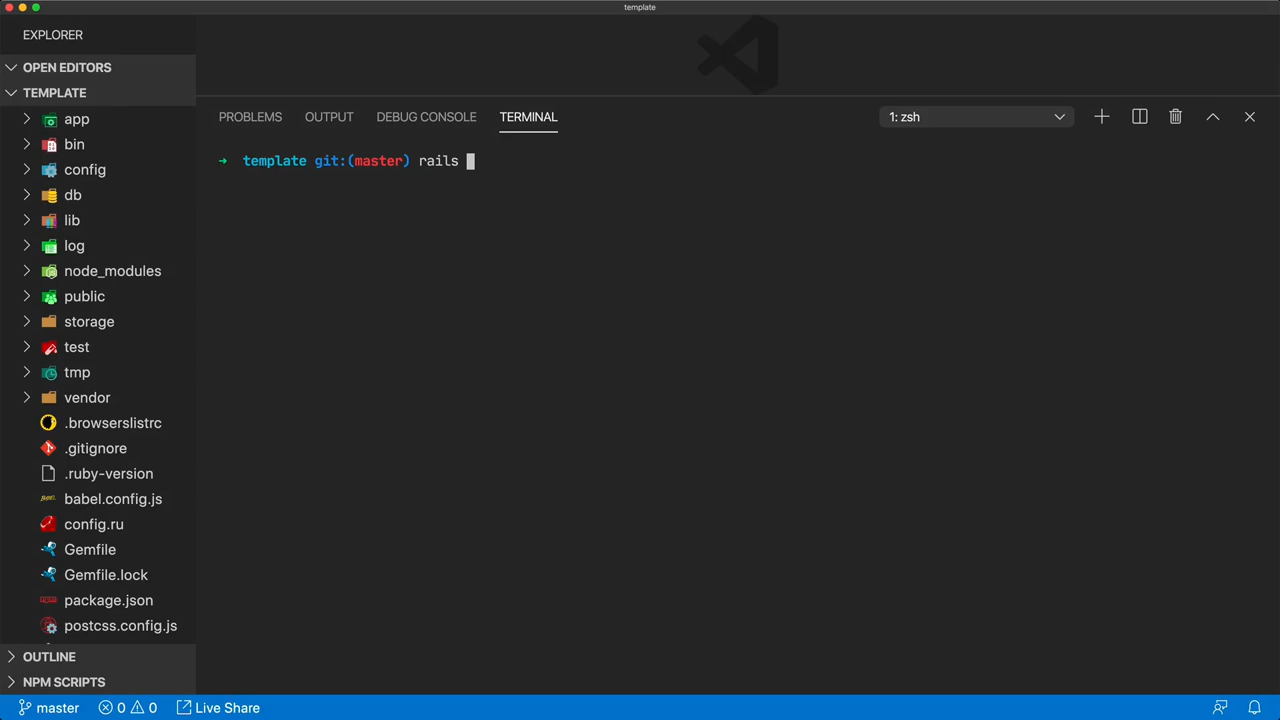 template
EXPLORER
OPEN EDITORS
TEMPLATE
app
bin
config
db
lib
log
node_modules
public
storage
test
tmp
vendor
.browserslistrc
.gitignore
.ruby-version
babel.config.js
config.ru
Gemfile
Gemfile.lock
package.json
postcss.config.js
OUTLINE
NPM SCRIPTS
PROBLEMS OUTPUT DEBUG CONSOLE TERMINAL 1: zsh
➜ template git:(master) rails
master 0 0 Live Share